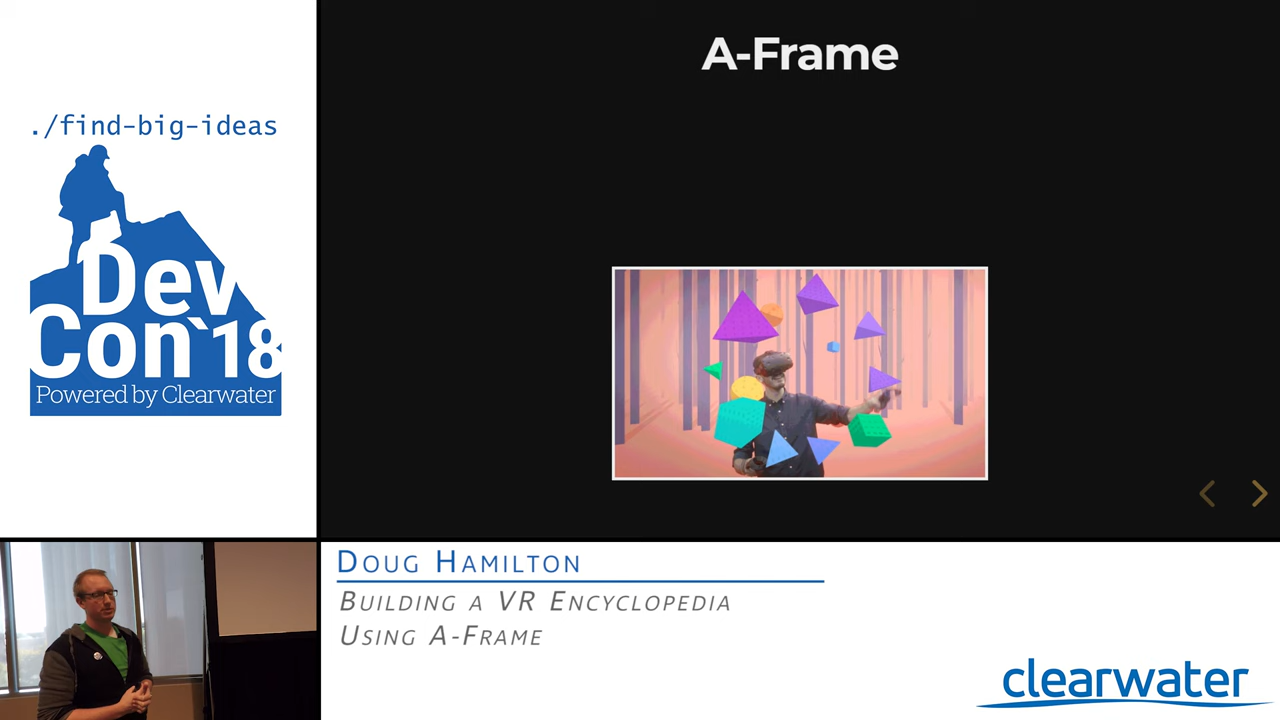 ./find-big-ideas
Dev
Con`18
Powered by Clearwater
A-Frame
Doug Hamilton
Building a VR Encyclopedia
Using A-Frame
clearwater